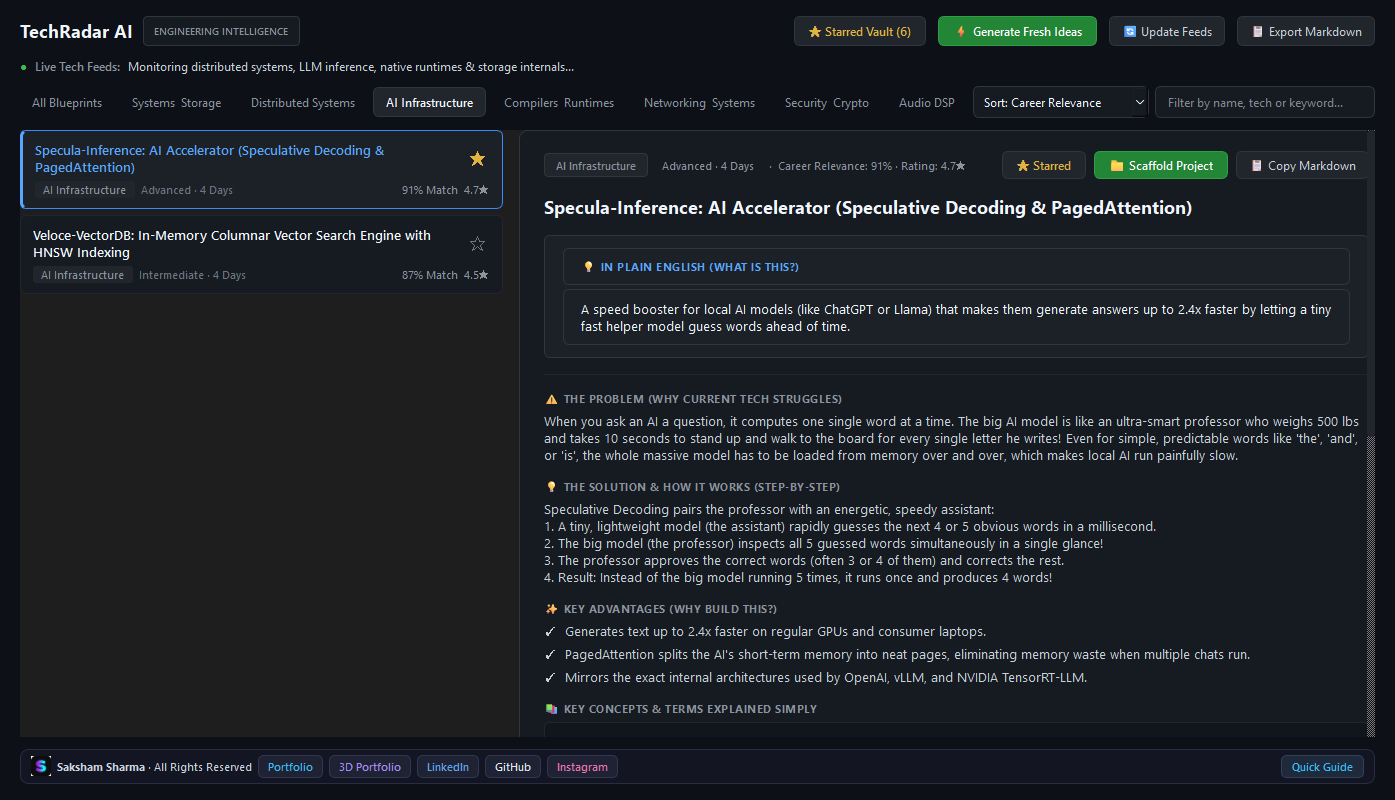 TechRadar AI
ENGINEERING INTELLIGENCE
Starred Vault (6)
Generate Fresh Ideas
Update Feeds
Export Markdown
Live Tech Feeds: Monitoring distributed systems, LLM inference, native runtimes & storage internals...
All Blueprints
Systems Storage
Distributed Systems
AI Infrastructure
Compilers Runtimes
Networking Systems
Security Crypto
Audio DSP
Sort: Career Relevance
Filter by name, tech or keyword...
Specula-Inference: AI Accelerator (Speculative Decoding &
PagedAttention)
AI Infrastructure
Advanced · 4 Days
91% Match 4.7★
Veloce-VectorDB: In-Memory Columnar Vector Search Engine with
HNSW Indexing
AI Infrastructure
Intermediate · 4 Days
87% Match 4.5★
AI Infrastructure
Advanced · 4 Days
· Career Relevance: 91% · Rating: 4.7★
Starred
Scaffold Project
Copy Markdown
Specula-Inference: AI Accelerator (Speculative Decoding & PagedAttention)
IN PLAIN ENGLISH (WHAT IS THIS?)
A speed booster for local AI models (like ChatGPT or Llama) that makes them generate answers up to 2.4x faster by letting a tiny
fast helper model guess words ahead of time.
THE PROBLEM (WHY CURRENT TECH STRUGGLES)
When you ask an AI a question, it computes one single word at a time. The big AI model is like an ultra-smart professor who weighs 500 lbs
and takes 10 seconds to stand up and walk to the board for every single letter he writes! Even for simple, predictable words like 'the', 'and',
or 'is', the whole massive model has to be loaded from memory over and over, which makes local AI run painfully slow.
THE SOLUTION & HOW IT WORKS (STEP-BY-STEP)
Speculative Decoding pairs the professor with an energetic, speedy assistant:
1. A tiny, lightweight model (the assistant) rapidly guesses the next 4 or 5 obvious words in a millisecond.
2. The big model (the professor) inspects all 5 guessed words simultaneously in a single glance!
3. The professor approves the correct words (often 3 or 4 of them) and corrects the rest.
4. Result: Instead of the big model running 5 times, it runs once and produces 4 words!
KEY ADVANTAGES (WHY BUILD THIS?)
✓ Generates text up to 2.4x faster on regular GPUs and consumer laptops.
✓ PagedAttention splits the AI's short-term memory into neat pages, eliminating memory waste when multiple chats run.
✓ Mirrors the exact internal architectures used by OpenAI, vLLM, and NVIDIA TensorRT-LLM.
KEY CONCEPTS & TERMS EXPLAINED SIMPLY
S
Saksham Sharma · All Rights Reserved
Portfolio
3D Portfolio
LinkedIn
GitHub
Instagram
Quick Guide